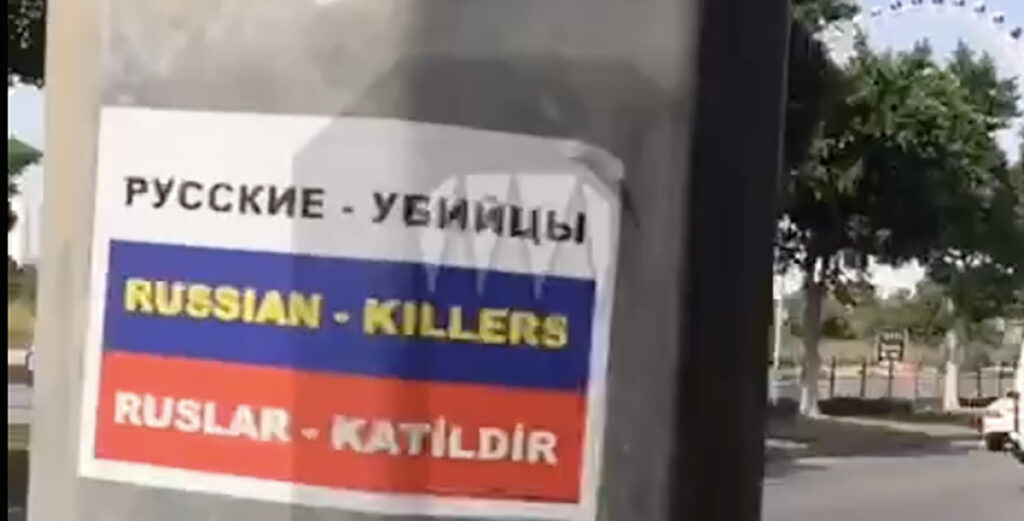 РУССКИЕ - УБИЙЦЫ
RUSSIAN - KILLERS
RUSLAR - KATİLDİR